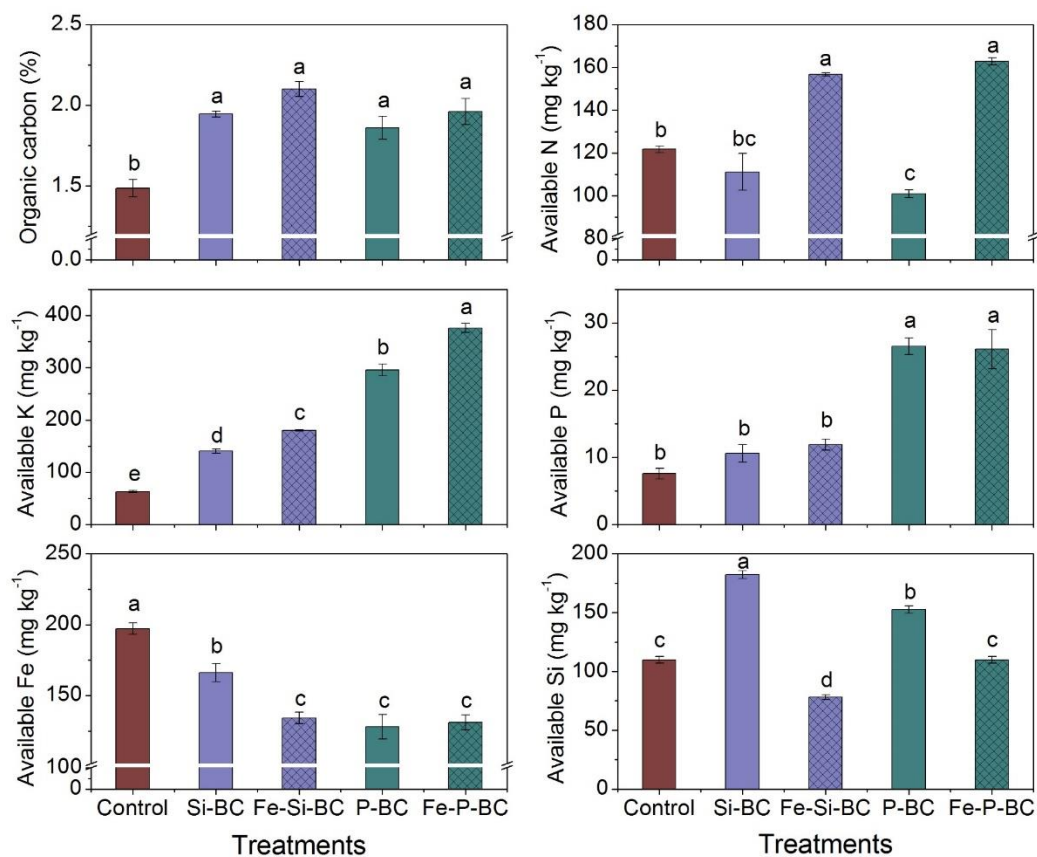 Organic carbon (%)
2.5
2.0
1.5
0.0
b
a
a
a
a
Available N (mg kg⁻¹)
180
160
140
120
100
80
0
b
bc
a
c
a
Available K (mg kg⁻¹)
400
300
200
100
0
e
d
c
b
a
Available P (mg kg⁻¹)
30
20
10
0
b
b
b
a
a
Available Fe (mg kg⁻¹)
250
200
150
100
0
a
b
c
c
c
Control Si-BC Fe-Si-BC P-BC Fe-P-BC
Treatments
Available Si (mg kg⁻¹)
200
150
100
50
0
c
a
d
b
c
Control Si-BC Fe-Si-BC P-BC Fe-P-BC
Treatments